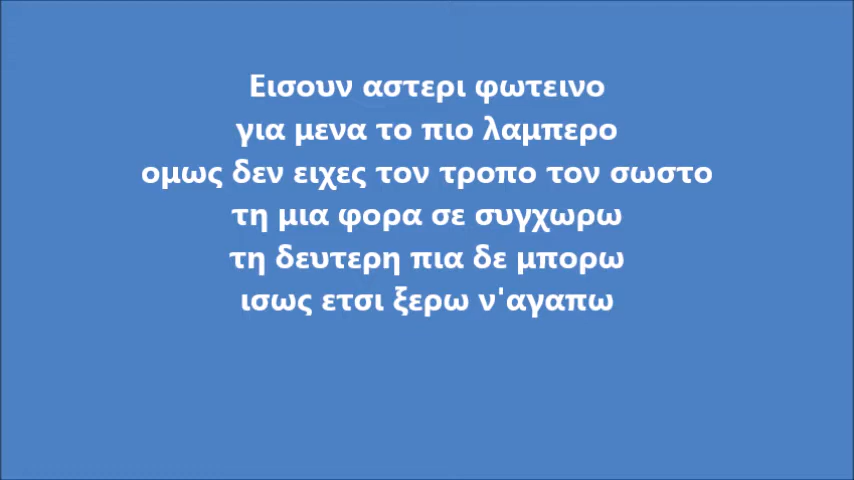 Εισουν αστερι φωτεινο
για μενα το πιο λαμπερο
ομως δεν ειχες τον τροπο τον σωστο
τη μια φορα σε συγχωρω
τη δευτερη πια δε μπορω
ισως ετσι ξερω ν'αγαπω